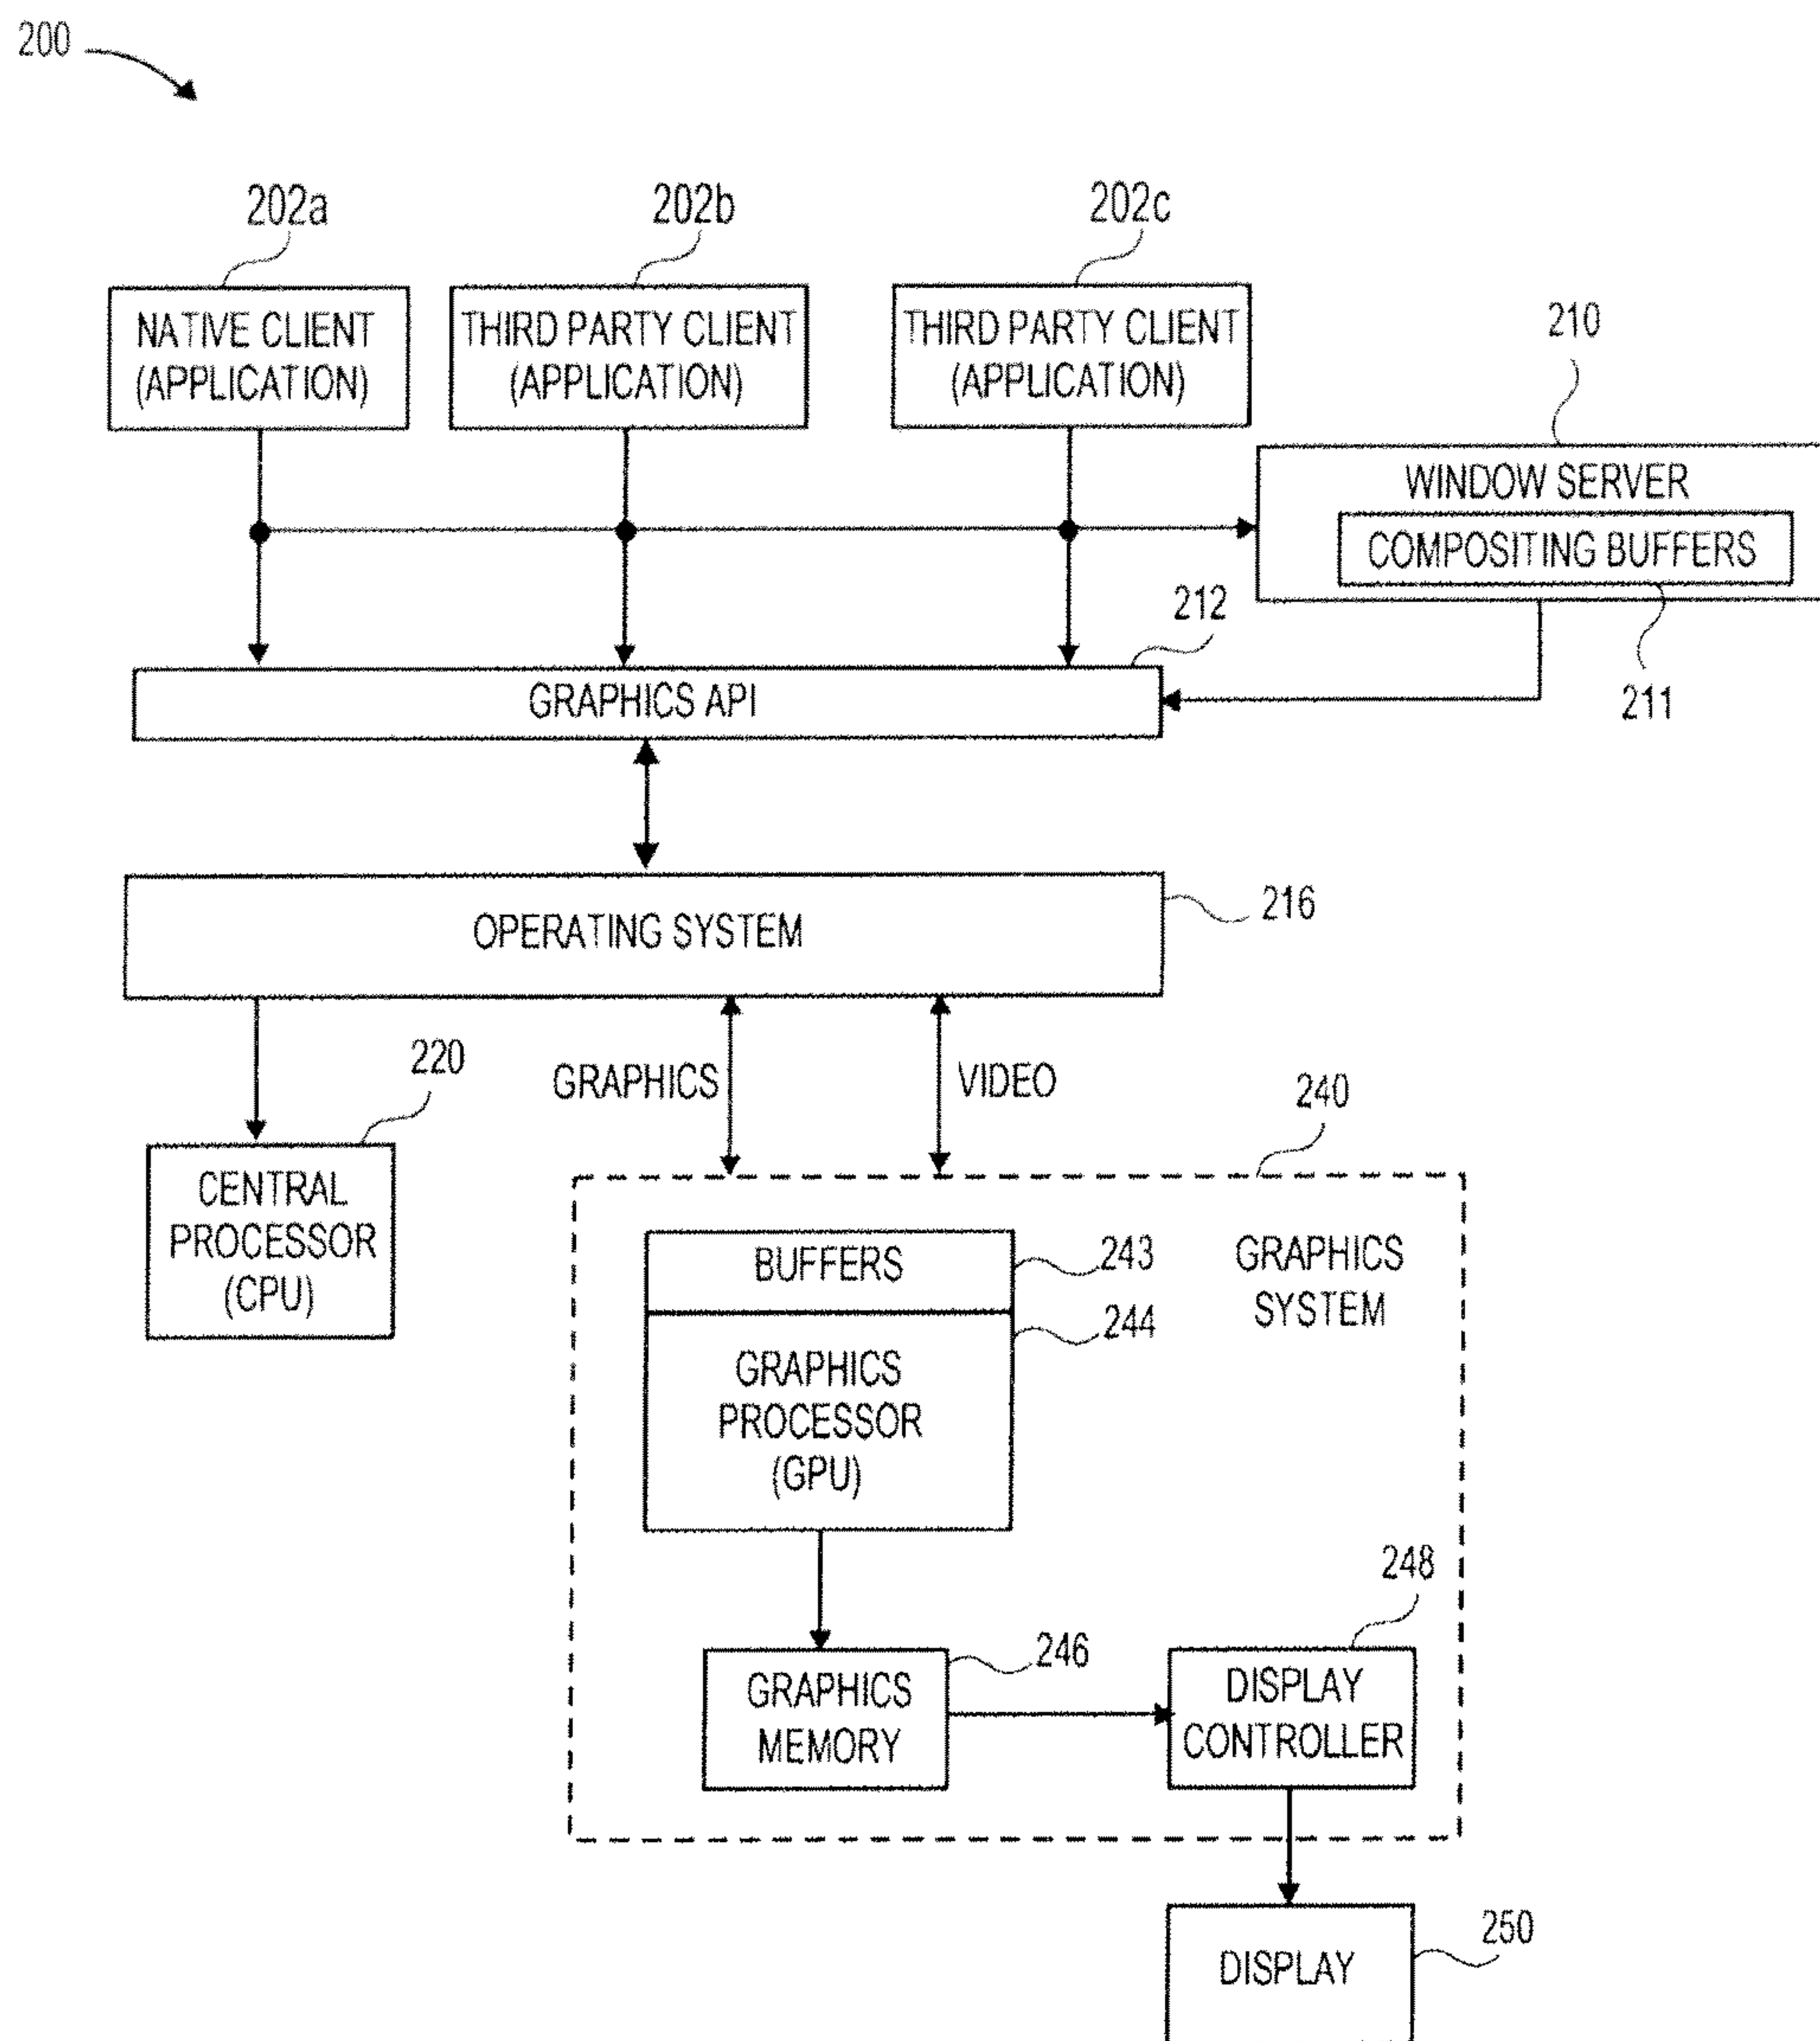 200
202a
202b
202c
NATIVE CLIENT
(APPLICATION)
THIRD PARTY CLIENT
(APPLICATION)
THIRD PARTY CLIENT
(APPLICATION)
210
WINDOW SERVER
COMPOSITING BUFFERS
211
212
GRAPHICS API
OPERATING SYSTEM
216
GRAPHICS
VIDEO
220
CENTRAL
PROCESSOR
(CPU)
240
GRAPHICS
SYSTEM
BUFFERS
243
244
GRAPHICS
PROCESSOR
(GPU)
246
GRAPHICS
MEMORY
248
DISPLAY
CONTROLLER
DISPLAY
250